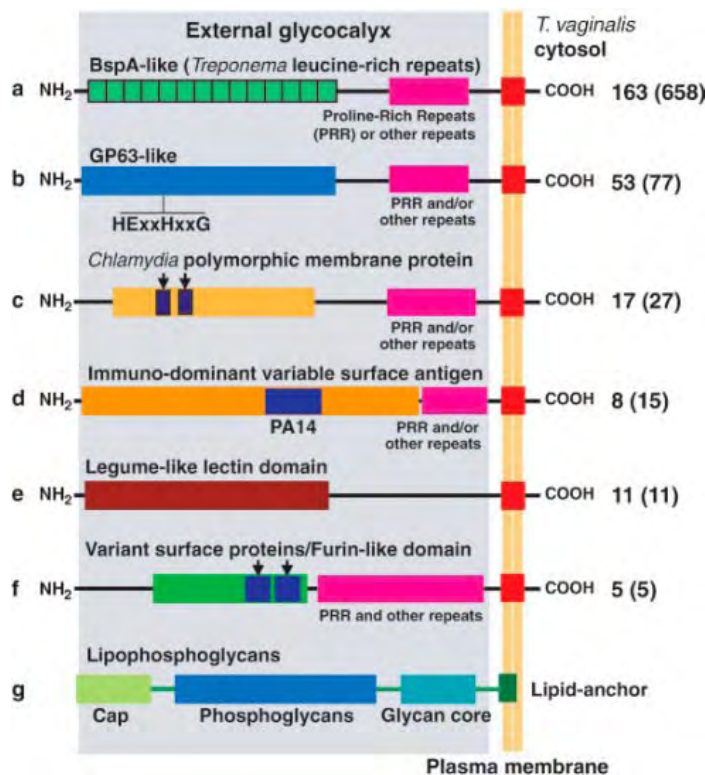 External glycocalyx
T. vaginalis
cytosol
BspA-like (Treponema leucine-rich repeats)
a NH2 COOH 163 (658)
Proline-Rich Repeats
(PRR) or other repeats
GP63-like
b NH2 COOH 53 (77)
PRR and/or
other repeats
HExxHxxG
Chlamydia polymorphic membrane protein
c NH2 COOH 17 (27)
PRR and/or
other repeats
Immuno-dominant variable surface antigen
d NH2 COOH 8 (15)
PA14
PRR and/or
other repeats
Legume-like lectin domain
e NH2 COOH 11 (11)
Variant surface proteins/Furin-like domain
f NH2 COOH 5 (5)
PRR and other repeats
Lipophosphoglycans
g Lipid-anchor
Cap Phosphoglycans Glycan core
Plasma membrane